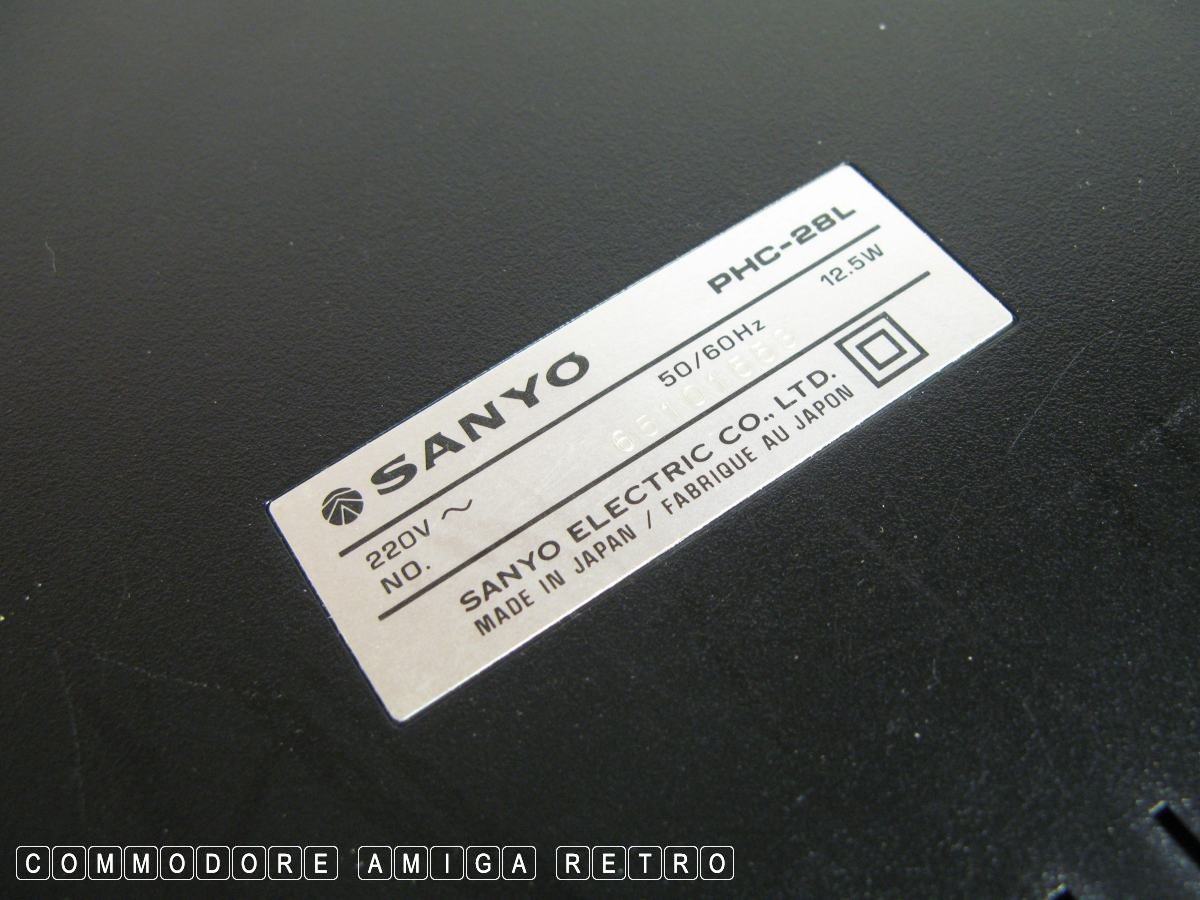 SANYO PHC-28L
220V ~ 50/60Hz 12.5W
NO.
SANYO ELECTRIC CO., LTD.
MADE IN JAPAN / FABRIQUE AU JAPON
COMMODORE AMIGA RETRO